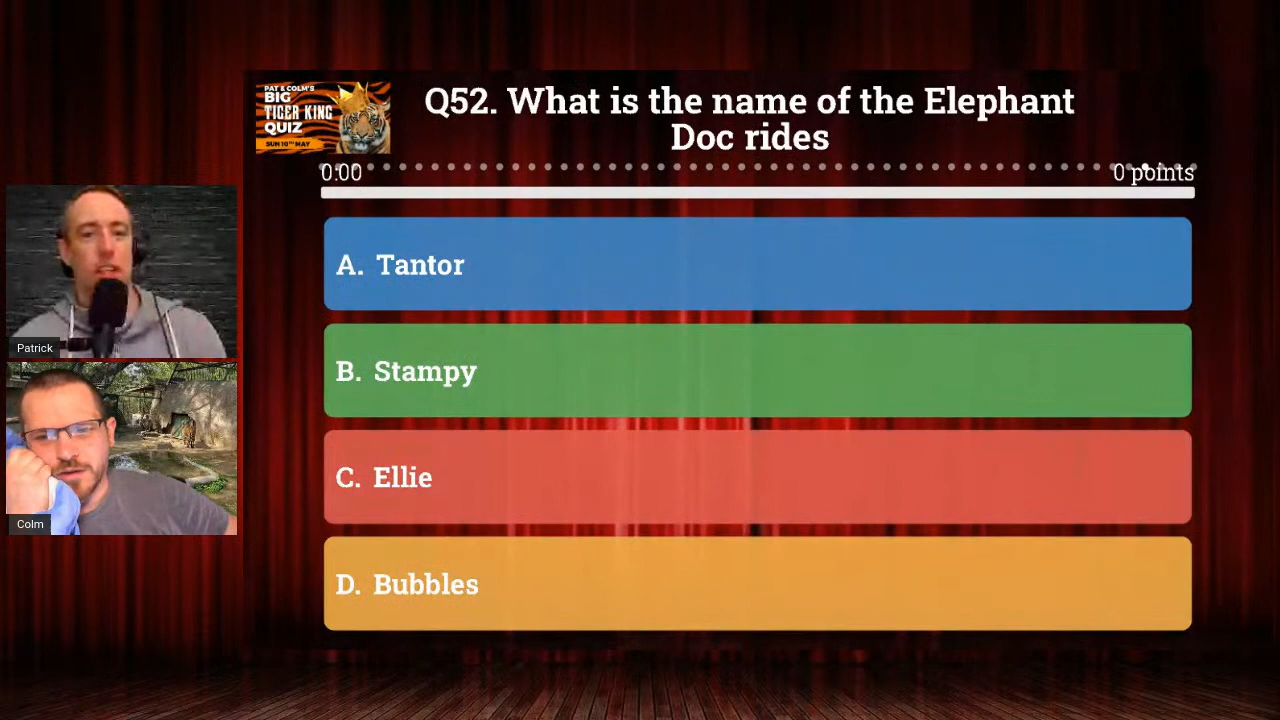 PAT & COLM'S
BIG
TIGER KING
QUIZ
SUN 10TH MAY
Q52. What is the name of the Elephant
Doc rides
0:00
0 points
A. Tantor
B. Stampy
C. Ellie
D. Bubbles
Patrick
Colm